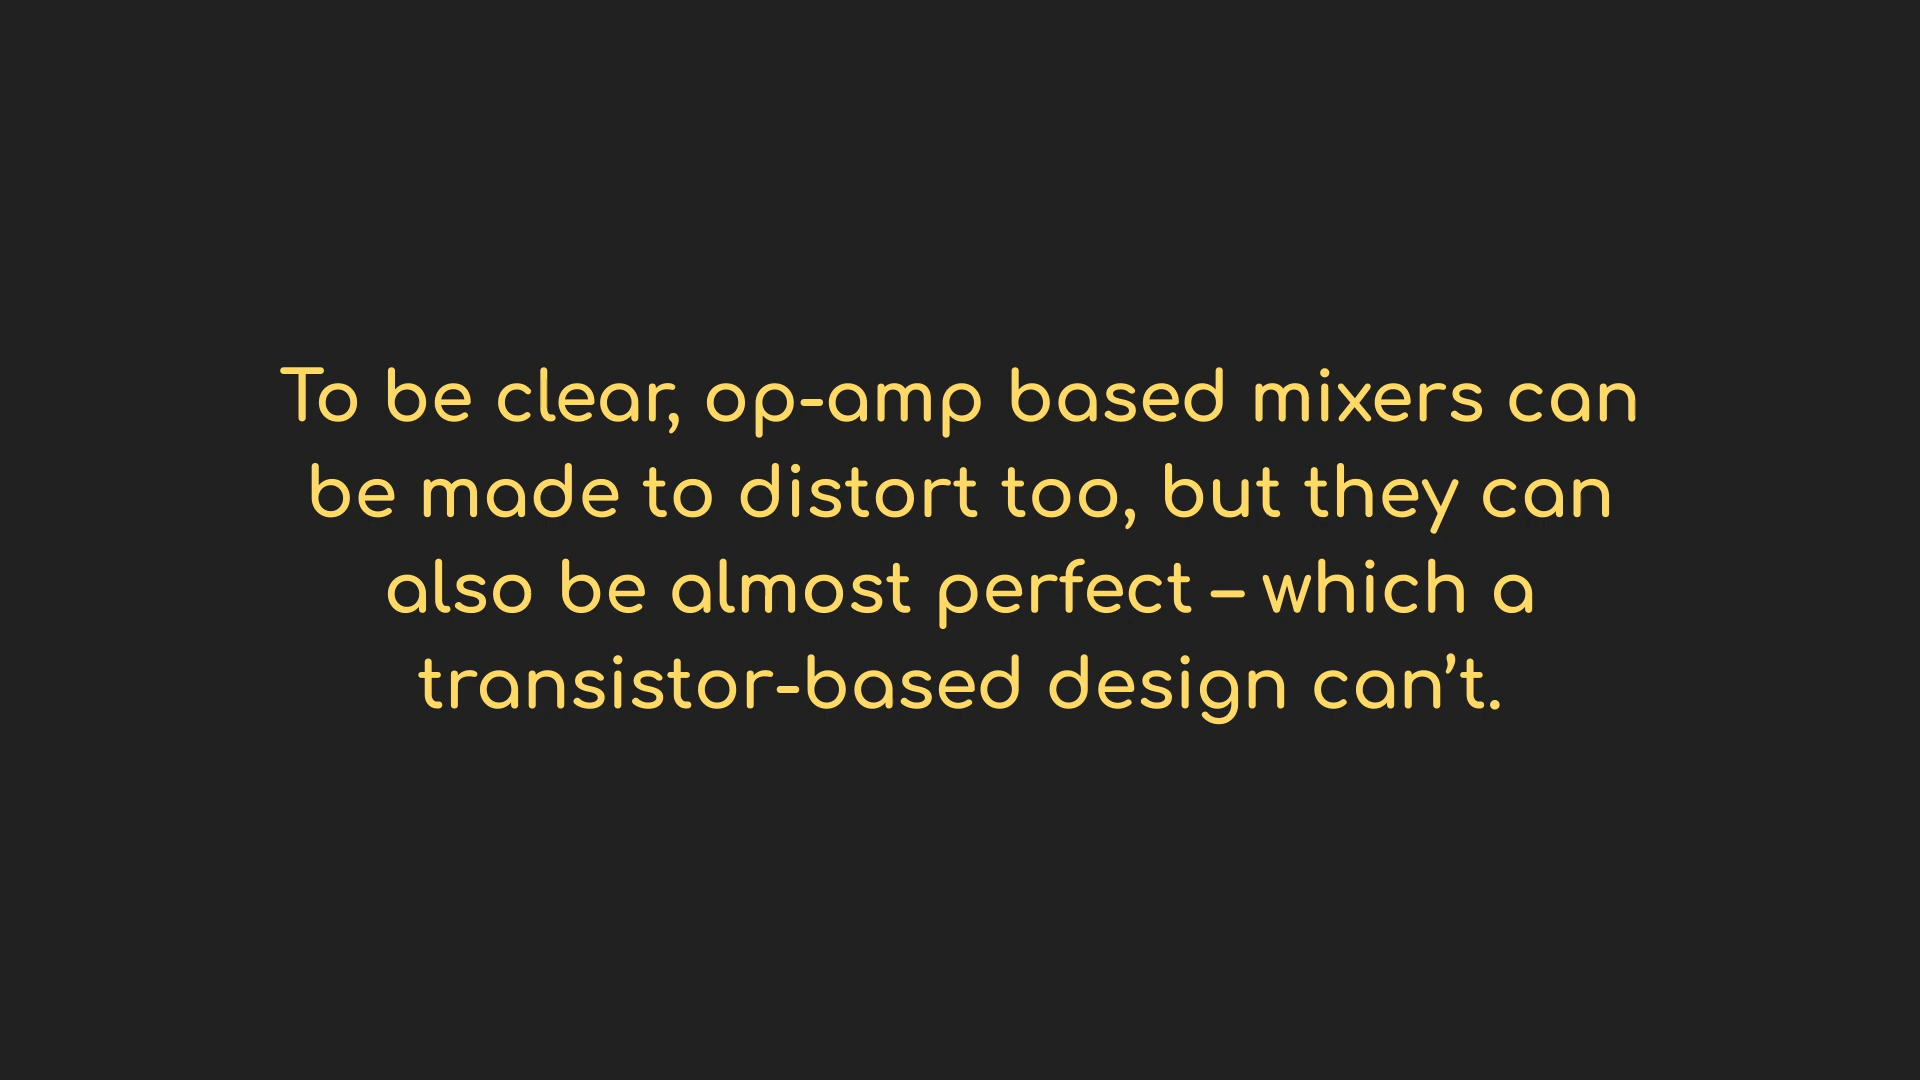 To be clear, op-amp based mixers can
be made to distort too, but they can
also be almost perfect – which a
transistor-based design can’t.